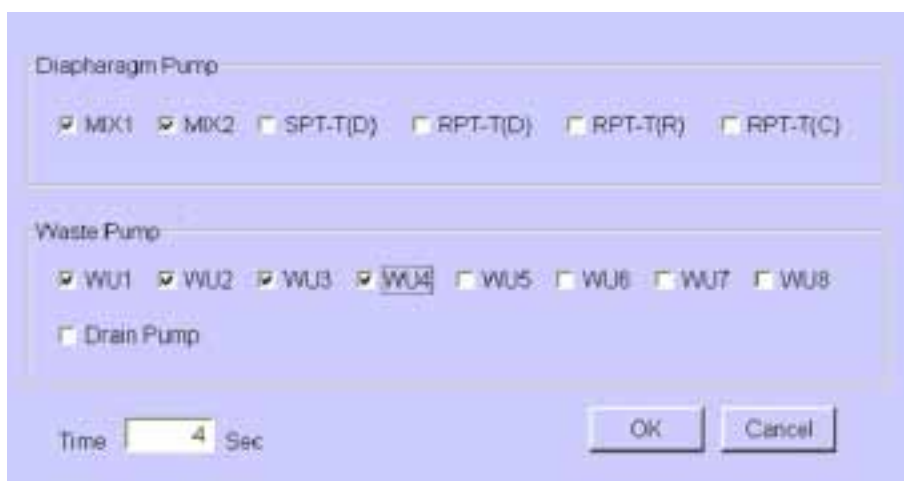 Diapharagm Pump
MIX1 MIX2 SPT-T(D) RPT-T(D) RPT-T(R) RPT-T(C)
Waste Pump
WU1 WU2 WU3 WU4 WU5 WU6 WU7 WU8
Drain Pump
Time 4 Sec OK Cancel